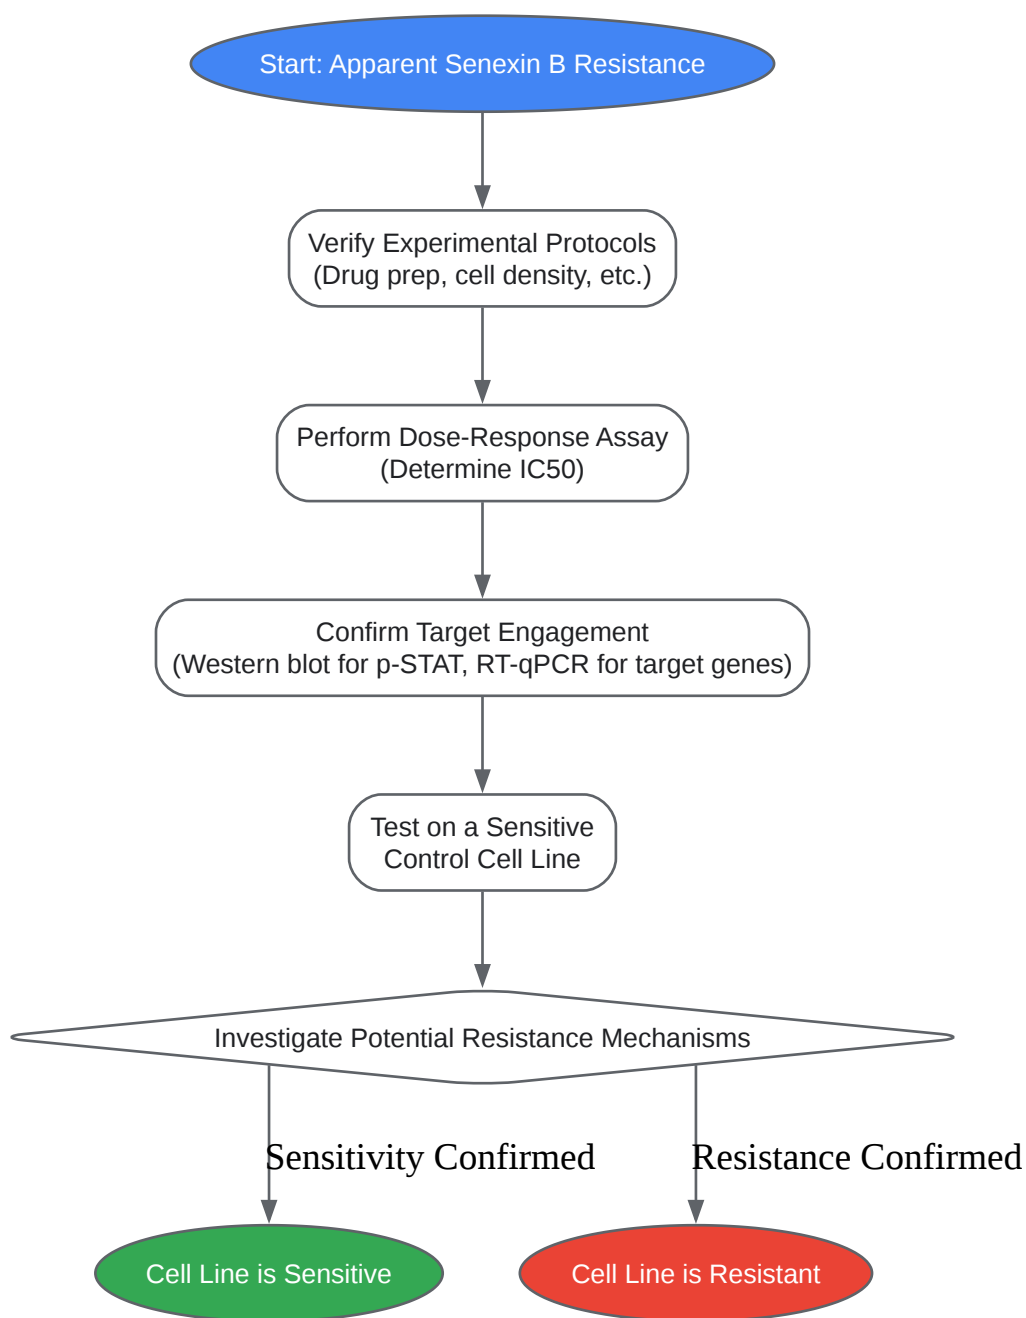 Start: Apparent Senexin B Resistance
Verify Experimental Protocols
(Drug prep, cell density, etc.)
Perform Dose-Response Assay
(Determine IC50)
Confirm Target Engagement
(Western blot for p-STAT, RT-qPCR for target genes)
Test on a Sensitive
Control Cell Line
Investigate Potential Resistance Mechanisms
Sensitivity Confirmed
Resistance Confirmed
Cell Line is Sensitive
Cell Line is Resistant